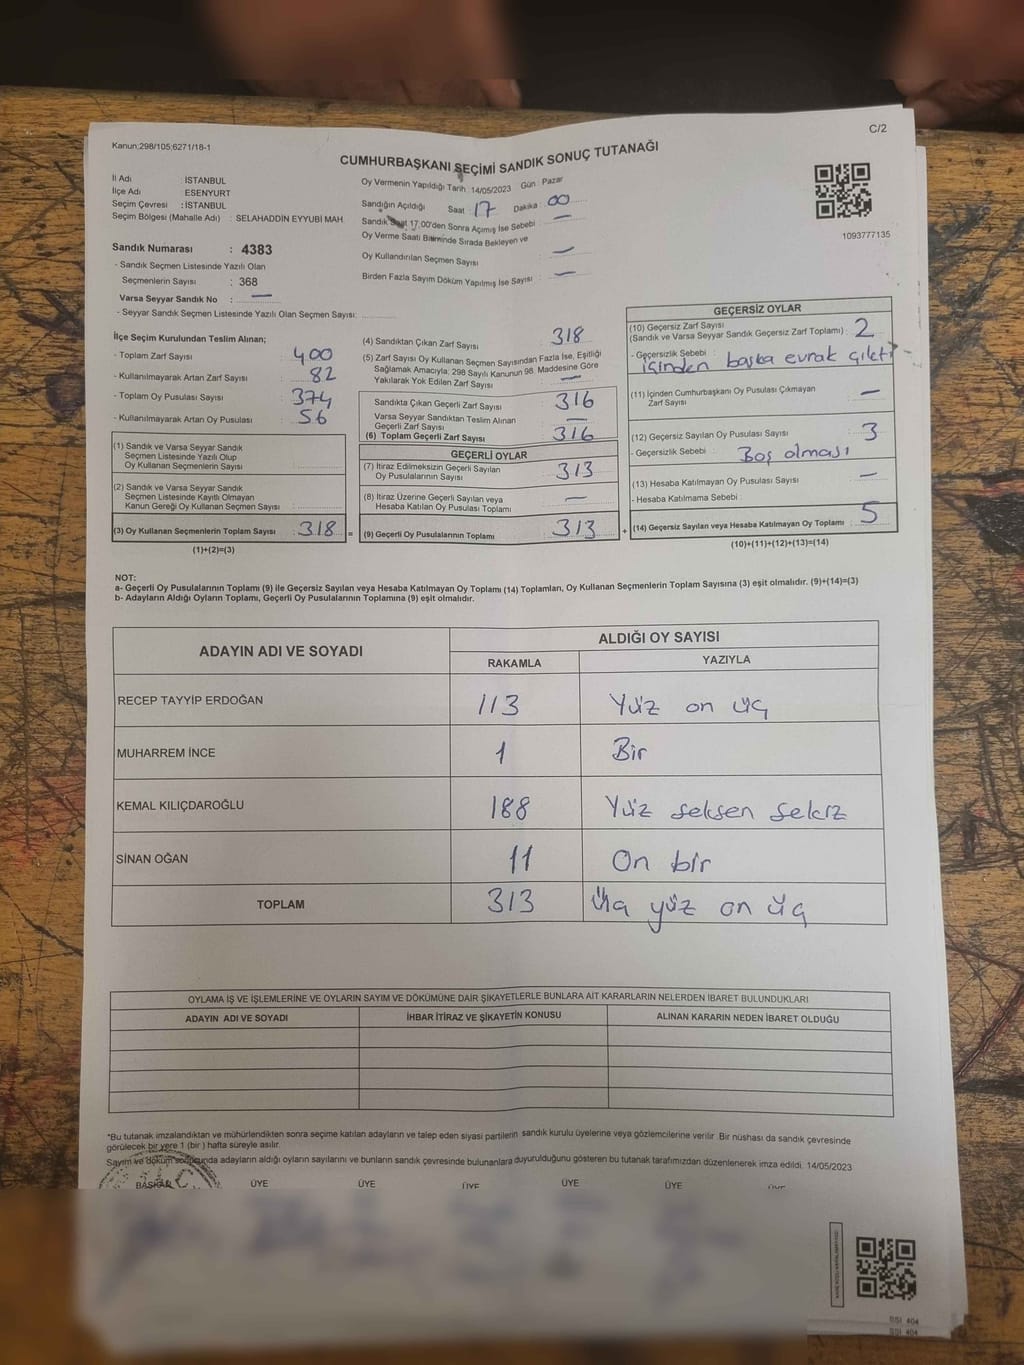 C/2
Kanun;298/105;6271/18-1
CUMHURBAŞKANI SEÇİMİ SANDIK SONUÇ TUTANAĞI
İl Adı : İSTANBUL
İlçe Adı : ESENYURT
Seçim Çevresi : İSTANBUL
Seçim Bölgesi (Mahalle Adı) : SELAHADDİN EYYUBİ MAH.
Sandık Numarası : 4383
- Sandık Seçmen Listesinde Yazılı Olan
Seçmenlerin Sayısı : 368
Varsa Seyyar Sandık No : —
- Seyyar Sandık Seçmen Listesinde Yazılı Olan Seçmen Sayısı:
Oy Vermenin Yapıldığı Tarih : 14/05/2023 Gün : Pazar
Sandığın Açıldığı Saat : 17 Dakika : 00
Sandık Saat 17.00'den Sonra Açımış İse Sebebi : —
Oy Verme Saati Bitiminde Sırada Bekleyen ve
Oy Kullandırılan Seçmen Sayısı : —
Birden Fazla Sayım Döküm Yapılmış İse Sayısı : —
1093777135
İlçe Seçim Kurulundan Teslim Alınan;
- Toplam Zarf Sayısı : 400
- Kullanılmayarak Artan Zarf Sayısı : 82
- Toplam Oy Pusulası Sayısı : 374
- Kullanılmayarak Artan Oy Pusulası : 56
(1) Sandık ve Varsa Seyyar Sandık
Seçmen Listesinde Yazılı Olup
Oy Kullanan Seçmenlerin Sayısı :
(2) Sandık ve Varsa Seyyar Sandık
Seçmen Listesinde Kayıtlı Olmayan
Kanun Gereği Oy Kullanan Seçmen Sayısı :
(3) Oy Kullanan Seçmenlerin Toplam Sayısı : 318 =
(1)+(2)=(3)
(4) Sandıktan Çıkan Zarf Sayısı : 318
(5) Zarf Sayısı Oy Kullanan Seçmen Sayısından Fazla İse, Eşitliği
Sağlamak Amacıyla; 298 Sayılı Kanunun 98. Maddesine Göre
Yakılarak Yok Edilen Zarf Sayısı : —
Sandıkta Çıkan Geçerli Zarf Sayısı : 316
Varsa Seyyar Sandıktan Teslim Alınan
Geçerli Zarf Sayısı : —
(6) Toplam Geçerli Zarf Sayısı : 316
GEÇERLİ OYLAR
(7) İtiraz Edilmeksizin Geçerli Sayılan
Oy Pusulalarının Sayısı : 313
(8) İtiraz Üzerine Geçerli Sayılan veya
Hesaba Katılan Oy Pusulası Toplamı : —
(9) Geçerli Oy Pusulalarının Toplamı : 313 +
GEÇERSİZ OYLAR
(10) Geçersiz Zarf Sayısı
(Sandık ve Varsa Seyyar Sandık Geçersiz Zarf Toplamı) : 2
- Geçersizlik Sebebi :
içinden başka evrak çıktı
(11) İçinden Cumhurbaşkanı Oy Pusulası Çıkmayan
Zarf Sayısı : —
(12) Geçersiz Sayılan Oy Pusulası Sayısı : 3
- Geçersizlik Sebebi : Boş olması
(13) Hesaba Katılmayan Oy Pusulası Sayısı : —
- Hesaba Katılmama Sebebi :
(14) Geçersiz Sayılan veya Hesaba Katılmayan Oy Toplamı : 5
(10)+(11)+(12)+(13)=(14)
NOT:
a- Geçerli Oy Pusulalarının Toplamı (9) ile Geçersiz Sayılan veya Hesaba Katılmayan Oy Toplamı (14) Toplamları, Oy Kullanan Seçmenlerin Toplam Sayısına (3) eşit olmalıdır. (9)+(14)=(3)
b- Adayların Aldığı Oyların Toplamı, Geçerli Oy Pusulalarının Toplamına (9) eşit olmalıdır.
ADAYIN ADI VE SOYADI
ALDIĞI OY SAYISI
RAKAMLA YAZIYLA
RECEP TAYYİP ERDOĞAN 113 Yüz on üç
MUHARREM İNCE 1 Bir
KEMAL KILIÇDAROĞLU 188 Yüz seksen sekiz
SİNAN OĞAN 11 On bir
TOPLAM 313 üç yüz on üç
OYLAMA İŞ VE İŞLEMLERİNE VE OYLARIN SAYIM VE DÖKÜMÜNE DAİR ŞİKAYETLERLE BUNLARA AİT KARARLARIN NELERDEN İBARET BULUNDUKLARI
ADAYIN ADI VE SOYADI İHBAR İTİRAZ VE ŞİKAYETİN KONUSU ALINAN KARARIN NEDEN İBARET OLDUĞU
*Bu tutanak imzalandıktan ve mühürlendikten sonra seçime katılan adayların ve talep eden siyasi partilerin sandık kurulu üyelerine veya gözlemcilerine verilir. Bir nüshası da sandık çevresinde
görülecek bir yere 1 (bir) hafta süreyle asılır.
Sayım ve döküm sonucunda adayların aldığı oyların sayılarını ve bunların sandık çevresinde bulunanlara duyurulduğunu gösteren bu tutanak tarafımızdan düzenlenerek imza edildi. 14/05/2023
BAŞKAN ÜYE ÜYE ÜYE ÜYE ÜYE ÜYE